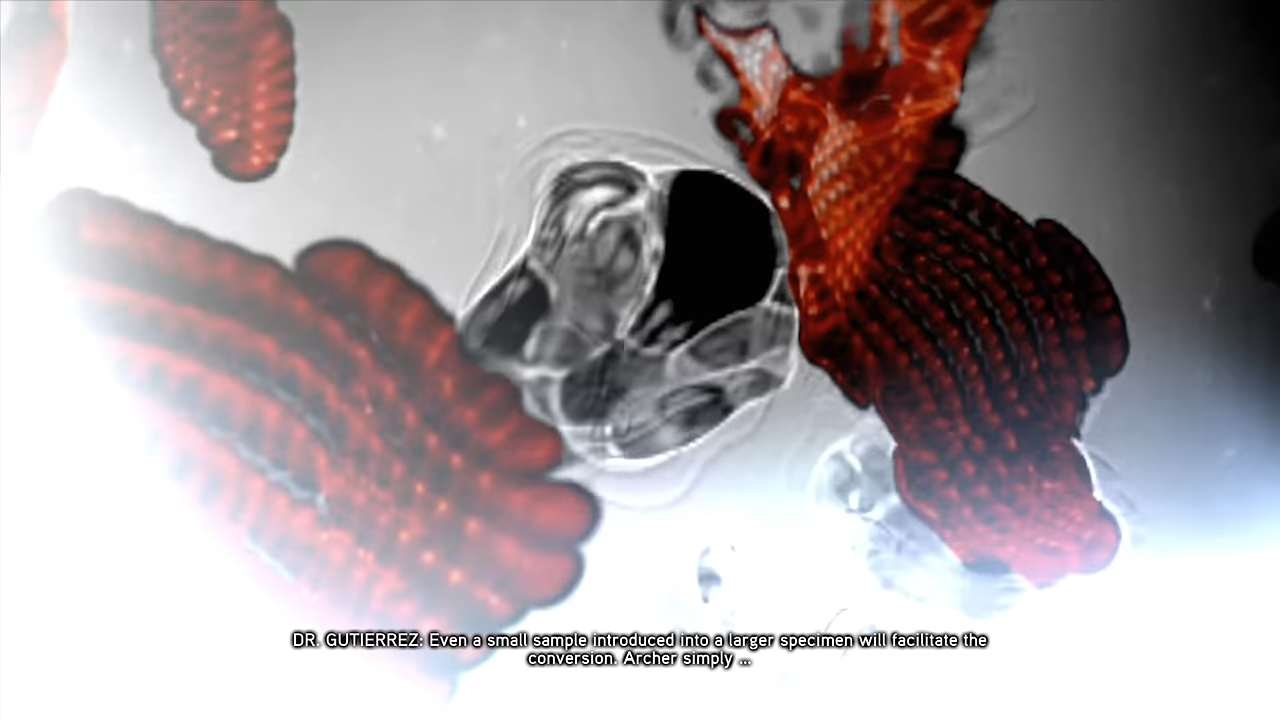 DR. GUTIERREZ: Even a small sample introduced into a larger specimen will facilitate the
conversion. Archer simply ...